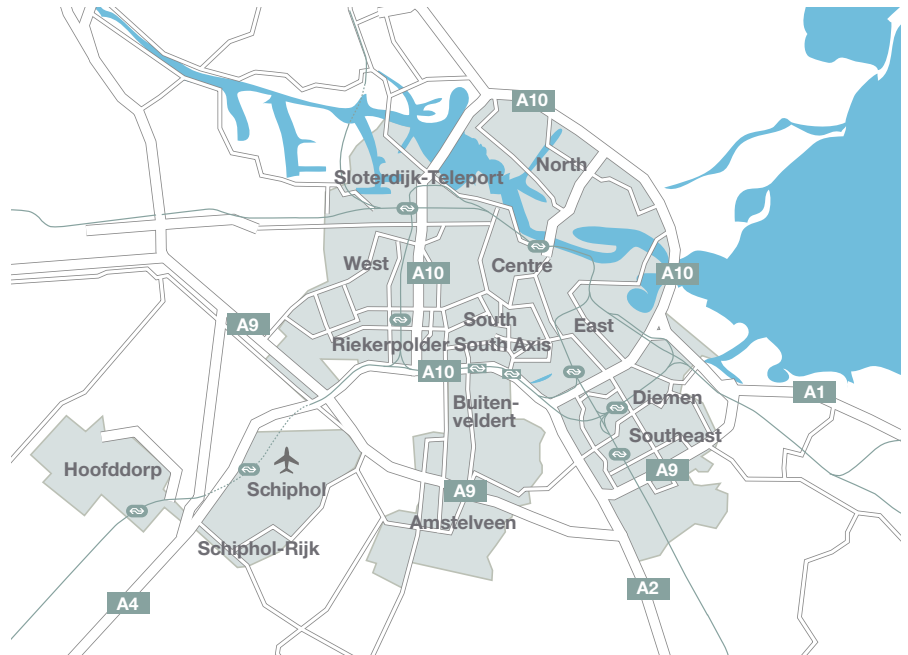 A10
North
Sloterdijk-Teleport
West
A10
Centre
A10
A9
South
East
Riekerpolder
South Axis
A10
A1
Buiten-
veldert
Diemen
Southeast
Hoofddorp
A9
Schiphol
A9
Amstelveen
Schiphol-Rijk
A2
A4